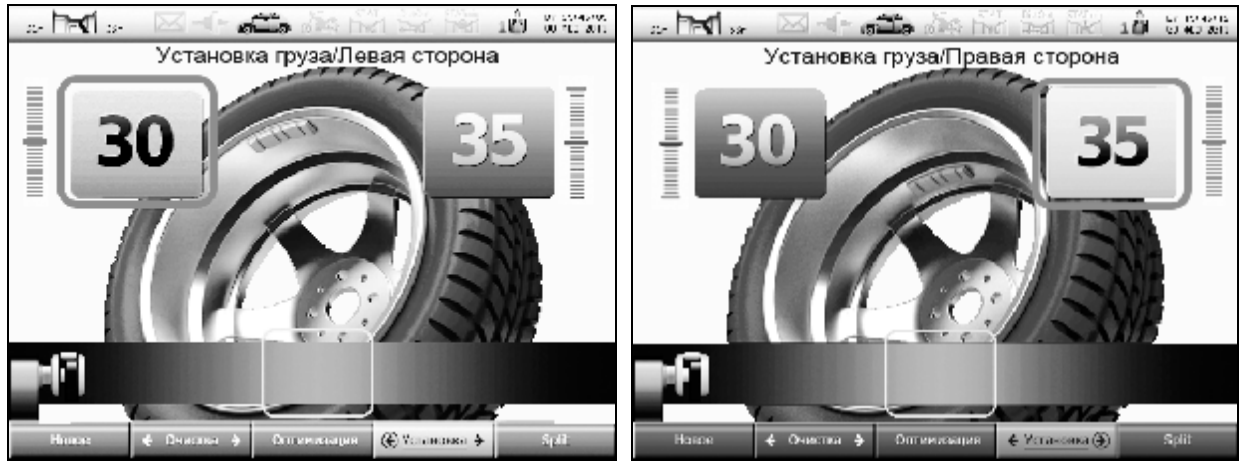 Установка груза/Левая сторона
30
35
Новое
Очистка
Оптимизация
Установка
Split
Установка груза/Правая сторона
30
35
Новое
Очистка
Оптимизация
Установка
Split